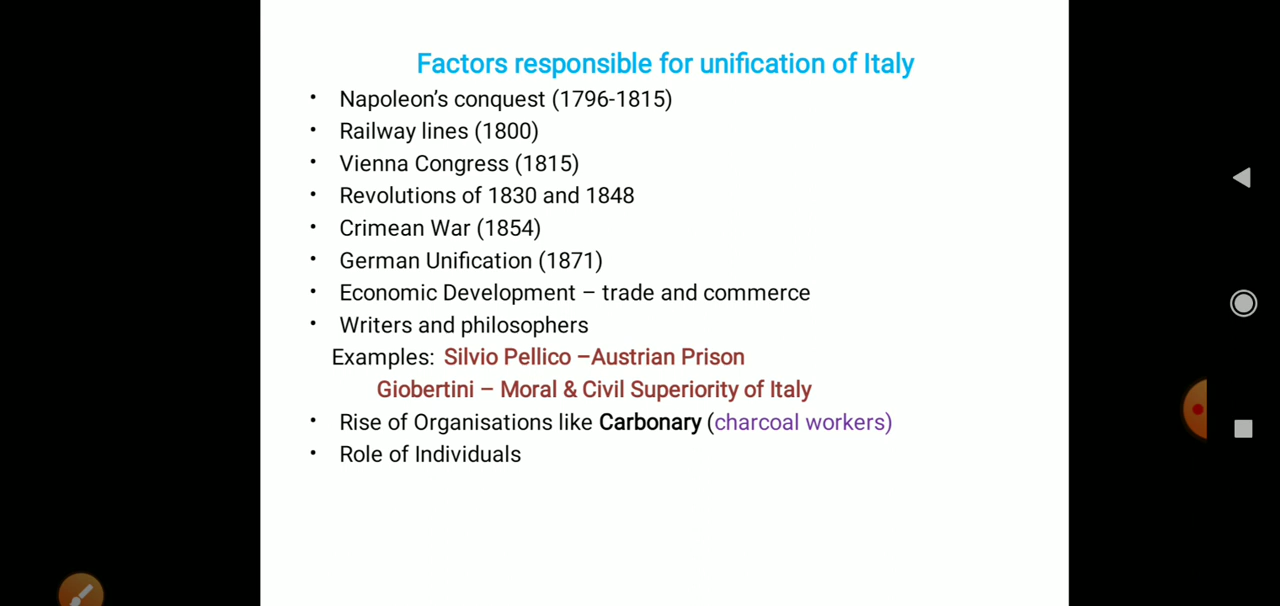 Factors responsible for unification of Italy
• Napoleon's conquest (1796-1815)
• Railway lines (1800)
• Vienna Congress (1815)
• Revolutions of 1830 and 1848
• Crimean War (1854)
• German Unification (1871)
• Economic Development – trade and commerce
• Writers and philosophers
Examples: Silvio Pellico –Austrian Prison
Giobertini – Moral & Civil Superiority of Italy
• Rise of Organisations like Carbonary (charcoal workers)
• Role of Individuals